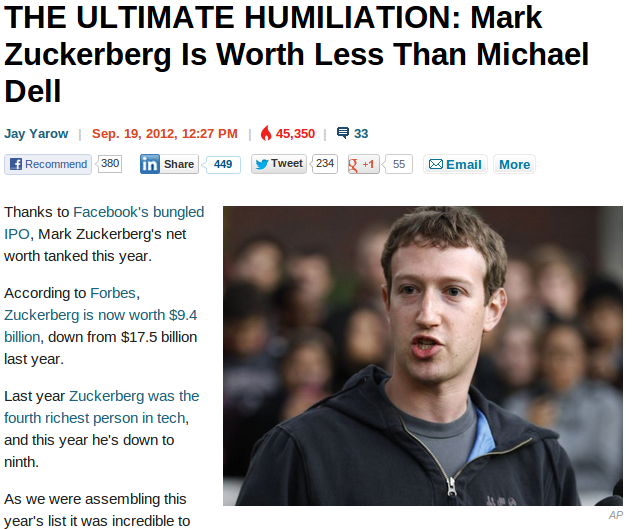 THE ULTIMATE HUMILIATION: Mark
Zuckerberg Is Worth Less Than Michael
Dell
Jay Yarow | Sep. 19, 2012, 12:27 PM | 45,350 | 33
Recommend 380 in Share 449 Tweet 234 g +1 55 Email More
Thanks to Facebook's bungled
IPO, Mark Zuckerberg's net
worth tanked this year.
According to Forbes,
Zuckerberg is now worth $9.4
billion, down from $17.5 billion
last year.
Last year Zuckerberg was the
fourth richest person in tech,
and this year he's down to
ninth.
As we were assembling this
year's list it was incredible to
AP